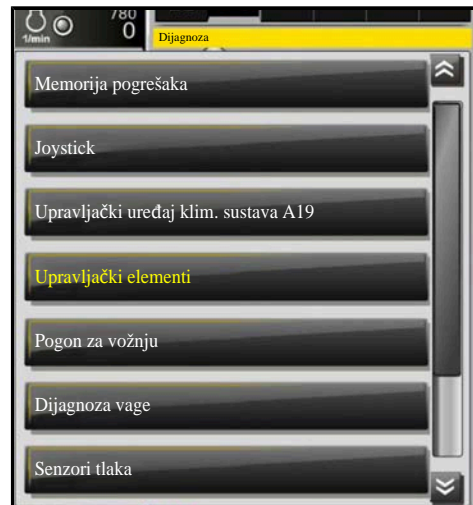 780
0
1/min
Dijagnoza
Memorija pogrešaka
Joystick
Upravljački uređaj klim. sustava A19
Upravljački elementi
Pogon za vožnju
Dijagnoza vage
Senzori tlaka